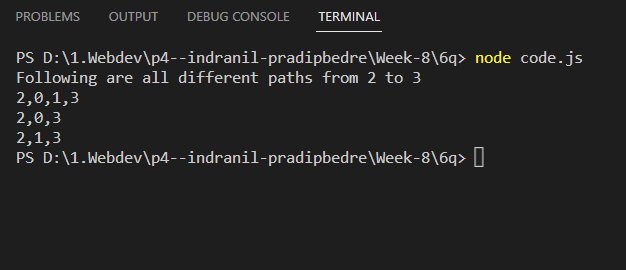 PROBLEMS OUTPUT DEBUG CONSOLE TERMINAL
PS D:\1.Webdev\p4--indranil-pradipbedre\Week-8\6q> node code.js
Following are all different paths from 2 to 3
2,0,1,3
2,0,3
2,1,3
PS D:\1.Webdev\p4--indranil-pradipbedre\Week-8\6q>